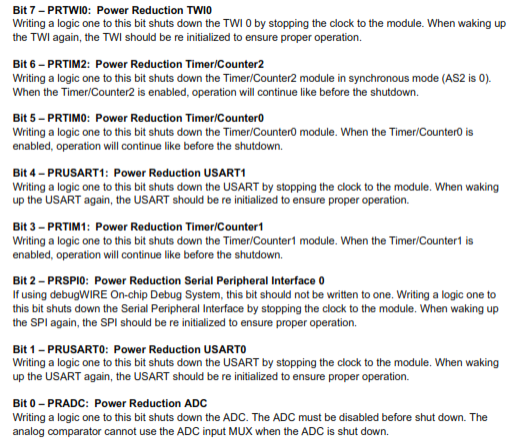 Bit 7 – PRTWI0: Power Reduction TWI0
Writing a logic one to this bit shuts down the TWI 0 by stopping the clock to the module. When waking up
the TWI again, the TWI should be re initialized to ensure proper operation.
Bit 6 – PRTIM2: Power Reduction Timer/Counter2
Writing a logic one to this bit shuts down the Timer/Counter2 module in synchronous mode (AS2 is 0).
When the Timer/Counter2 is enabled, operation will continue like before the shutdown.
Bit 5 – PRTIM0: Power Reduction Timer/Counter0
Writing a logic one to this bit shuts down the Timer/Counter0 module. When the Timer/Counter0 is
enabled, operation will continue like before the shutdown.
Bit 4 – PRUSART1: Power Reduction USART1
Writing a logic one to this bit shuts down the USART by stopping the clock to the module. When waking
up the USART again, the USART should be re initialized to ensure proper operation.
Bit 3 – PRTIM1: Power Reduction Timer/Counter1
Writing a logic one to this bit shuts down the Timer/Counter1 module. When the Timer/Counter1 is
enabled, operation will continue like before the shutdown.
Bit 2 – PRSPI0: Power Reduction Serial Peripheral Interface 0
If using debugWIRE On-chip Debug System, this bit should not be written to one. Writing a logic one to
this bit shuts down the Serial Peripheral Interface by stopping the clock to the module. When waking up
the SPI again, the SPI should be re initialized to ensure proper operation.
Bit 1 – PRUSART0: Power Reduction USART0
Writing a logic one to this bit shuts down the USART by stopping the clock to the module. When waking
up the USART again, the USART should be re initialized to ensure proper operation.
Bit 0 – PRADC: Power Reduction ADC
Writing a logic one to this bit shuts down the ADC. The ADC must be disabled before shut down. The
analog comparator cannot use the ADC input MUX when the ADC is shut down.